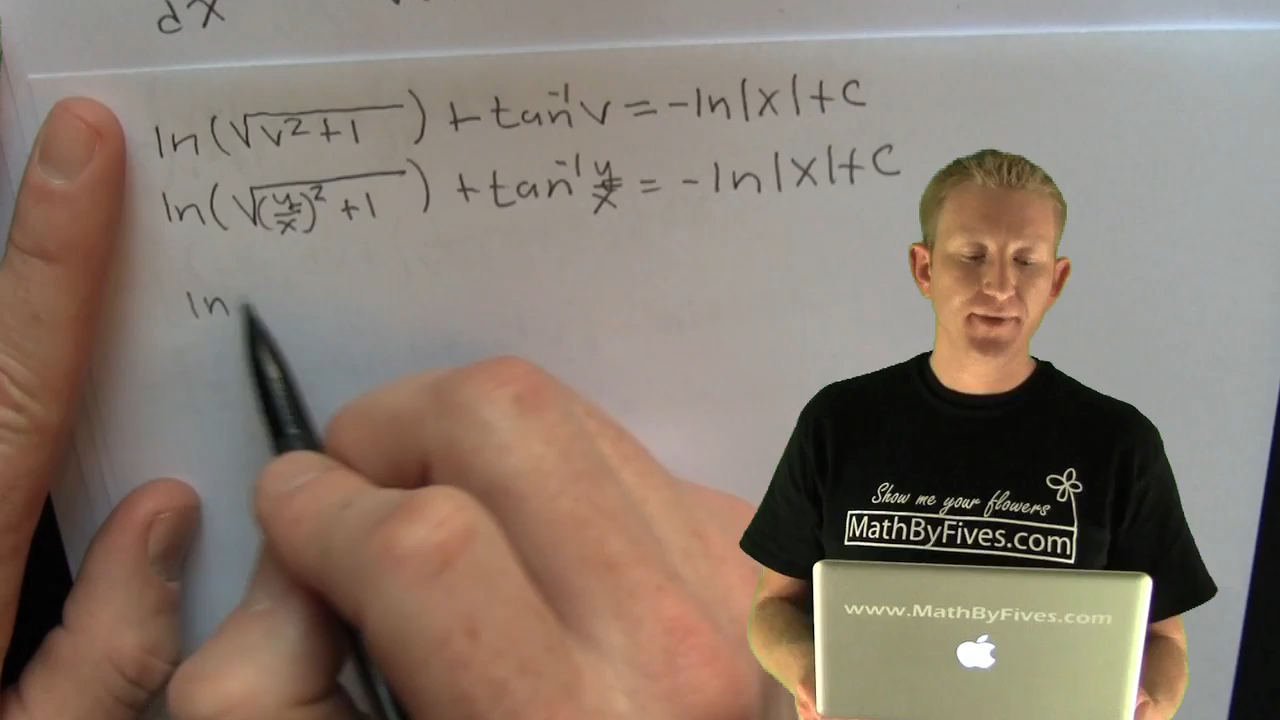 dx
ln(√v²+1) + tan⁻¹ v = -ln|x|+c
ln(√(y/x)²+1) + tan⁻¹ y/x = -ln|x|+c
ln
Show me your flowers
MathByFives.com
www.MathByFives.com